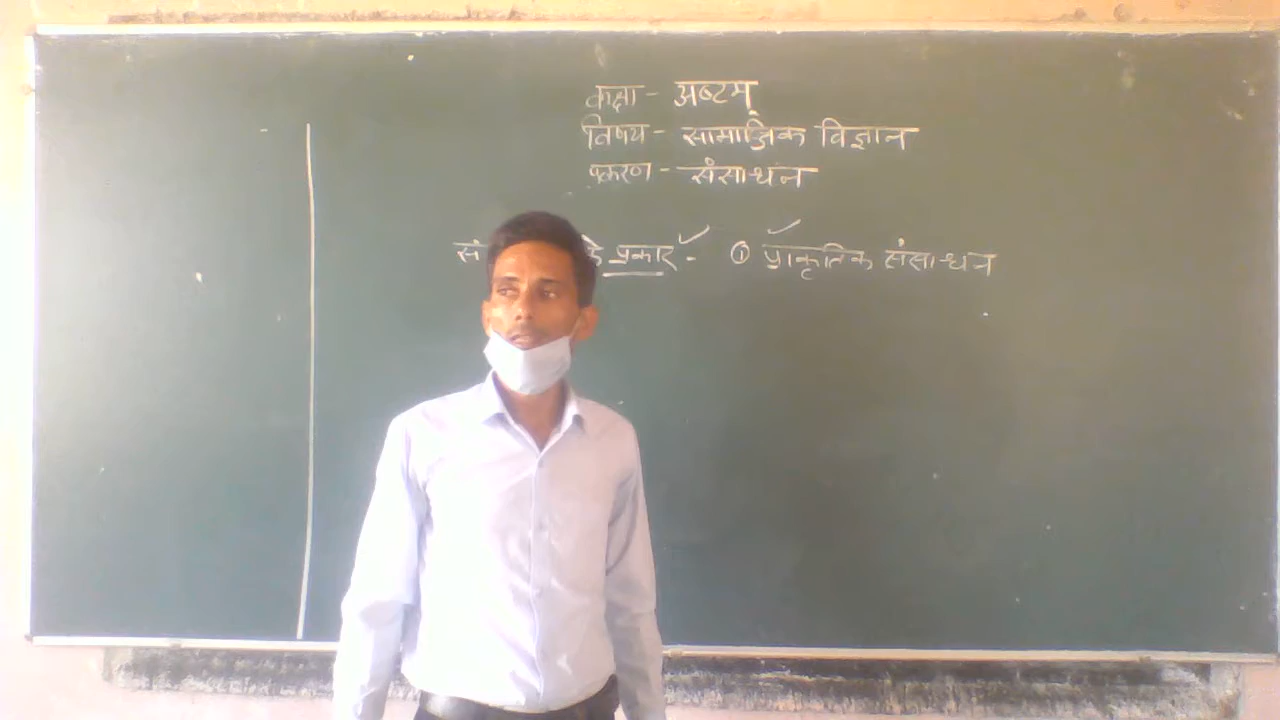 कक्षा - अष्टम्
विषय - सामाजिक विज्ञान
प्रकरण - संसाधन
के प्रकार - ① प्राकृतिक संसाधन